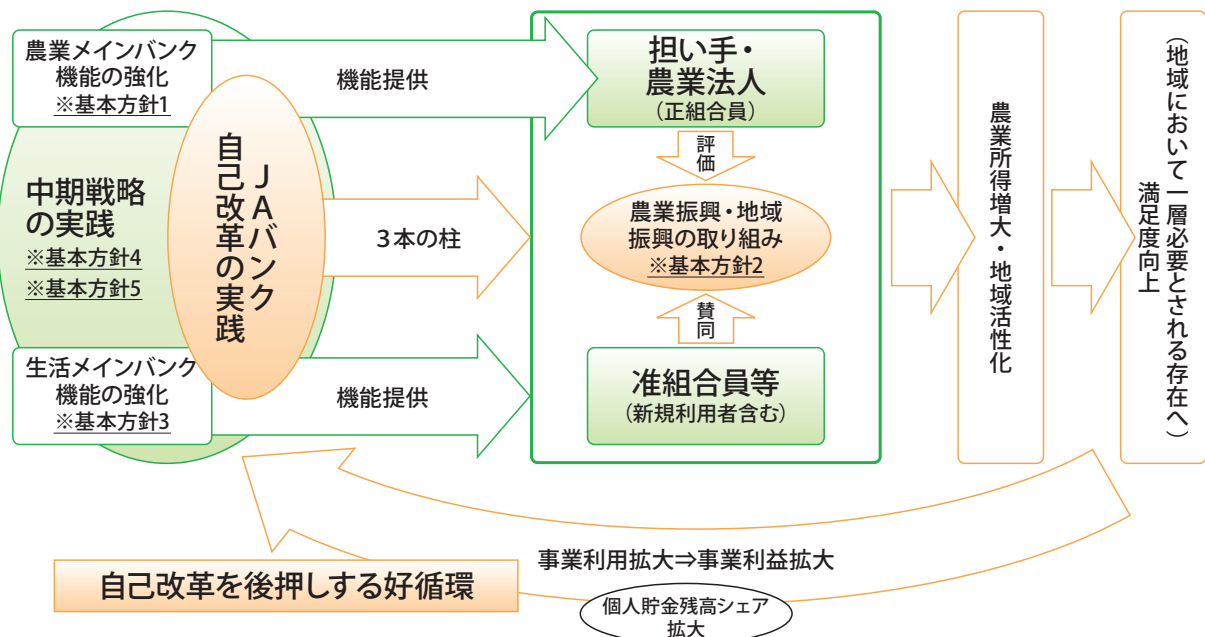 農業メインバンク
機能の強化
※基本方針1
中期戦略
の実践
※基本方針4
※基本方針5
生活メインバンク
機能の強化
※基本方針3
JAバンク
自己改革の実践
機能提供
3本の柱
機能提供
担い手・
農業法人
（正組合員）
評価
農業振興・地域
振興の取り組み
※基本方針2
賛同
准組合員等
（新規利用者含む）
農業所得増大・地域活性化
（地域において一層必要とされる存在へ）
満足度向上
事業利用拡大⇒事業利益拡大
個人貯金残高シェア
拡大
自己改革を後押しする好循環